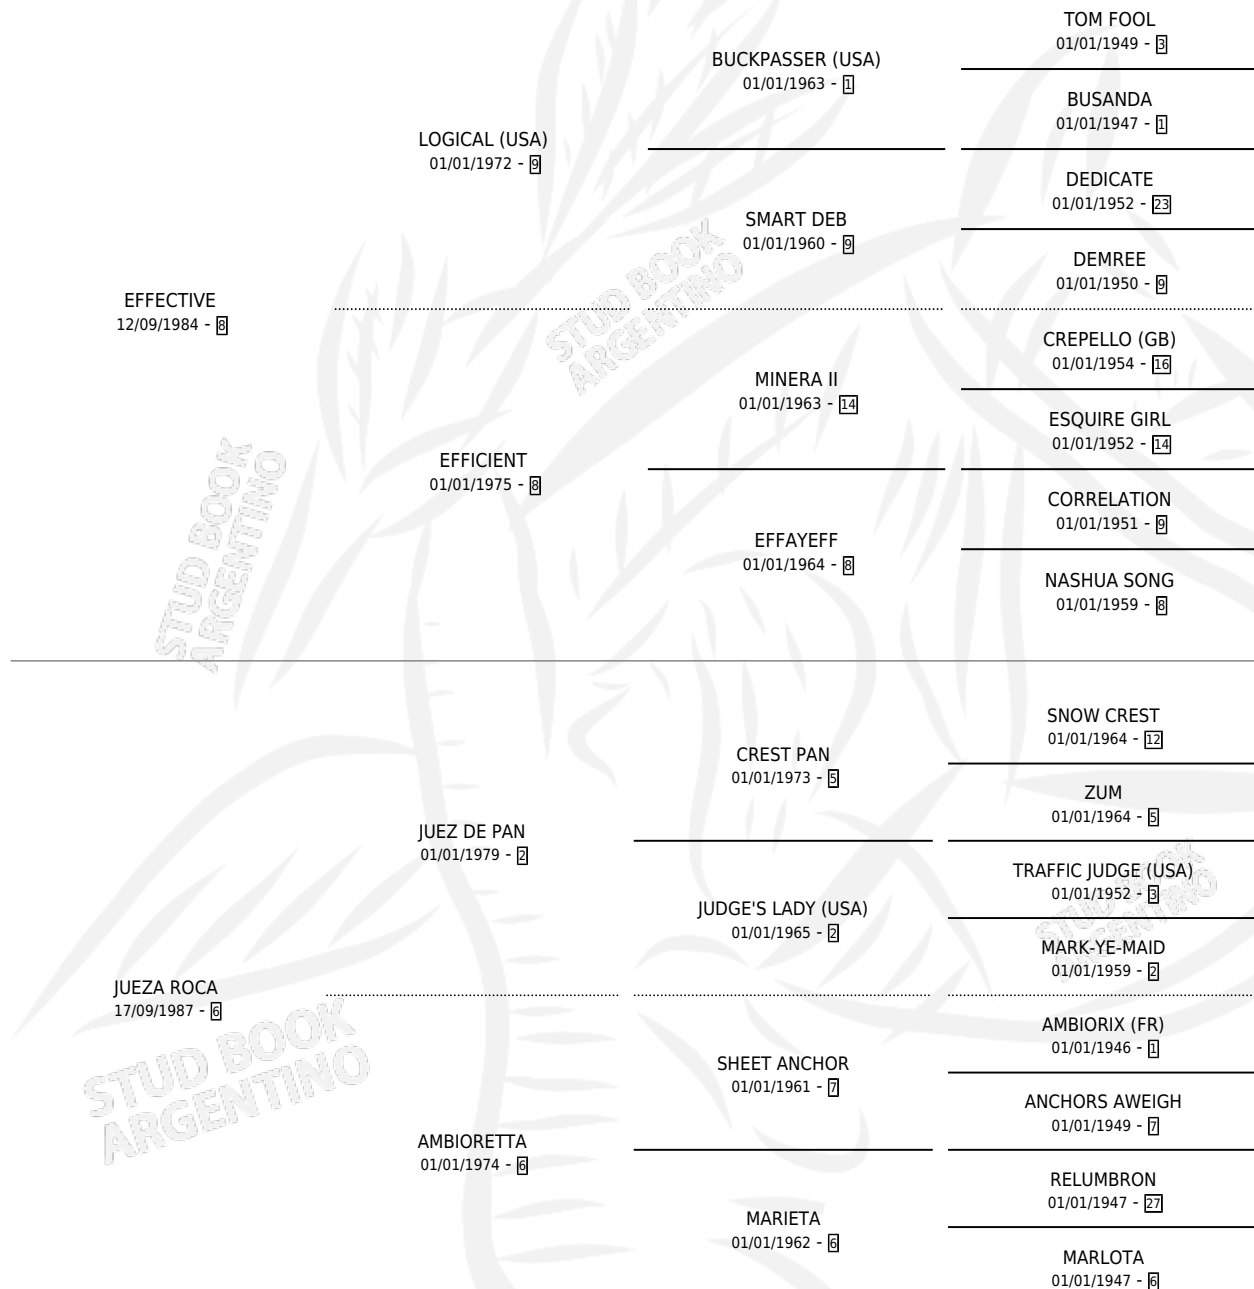 TOM FOOL
01/01/1949 - 3
BUCKPASSER (USA)
01/01/1963 - 1
BUSANDA
01/01/1947 - 1
LOGICAL (USA)
01/01/1972 - 9
DEDICATE
01/01/1952 - 23
SMART DEB
01/01/1960 - 9
DEMREE
01/01/1950 - 9
EFFECTIVE
12/09/1984 - 8
CREPELLO (GB)
01/01/1954 - 16
MINERA II
01/01/1963 - 14
ESQUIRE GIRL
01/01/1952 - 14
EFFICIENT
01/01/1975 - 8
CORRELATION
01/01/1951 - 9
EFFAYEFF
01/01/1964 - 8
NASHUA SONG
01/01/1959 - 8
SNOW CREST
01/01/1964 - 12
CREST PAN
01/01/1973 - 5
ZUM
01/01/1964 - 5
JUEZ DE PAN
01/01/1979 - 2
TRAFFIC JUDGE (USA)
01/01/1952 - 3
JUDGE'S LADY (USA)
01/01/1965 - 2
MARK-YE-MAID
01/01/1959 - 2
JUEZA ROCA
17/09/1987 - 6
AMBIORIX (FR)
01/01/1946 - 1
SHEET ANCHOR
01/01/1961 - 7
ANCHORS AWEIGH
01/01/1949 - 7
AMBIORETTA
01/01/1974 - 6
RELUMBRON
01/01/1947 - 27
MARIETA
01/01/1962 - 6
MARLOTA
01/01/1947 - 6
STUD BOOK
ARGENTINO
STUD BOOK
ARGENTINO
STUD BOOK
ARGENTINO
STUD BOOK
ARGENTINO